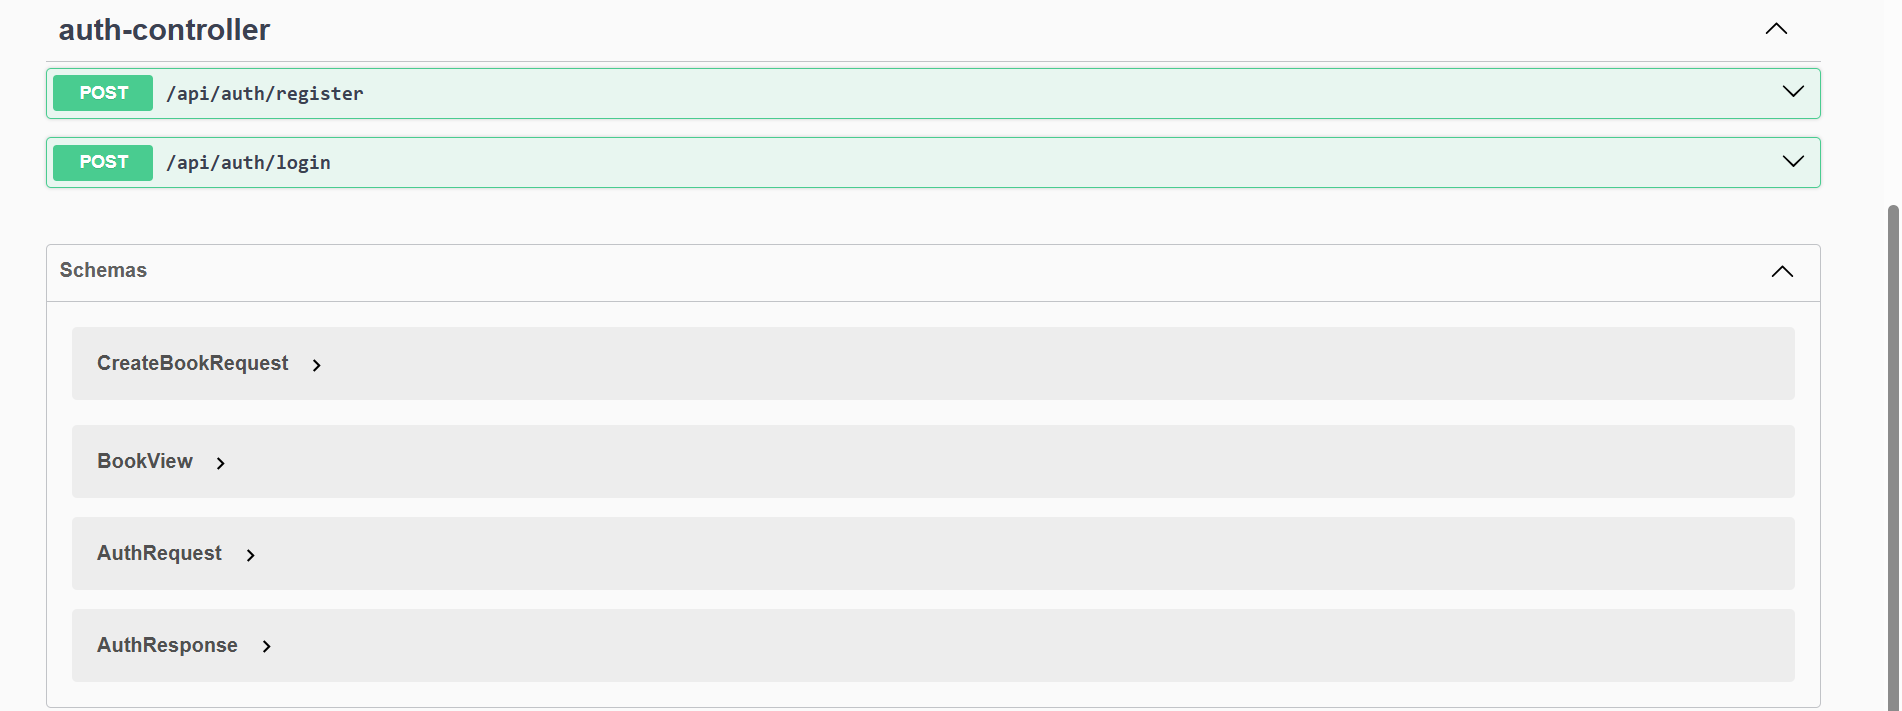 auth-controller
POST /api/auth/register
POST /api/auth/login
Schemas
CreateBookRequest
BookView
AuthRequest
AuthResponse